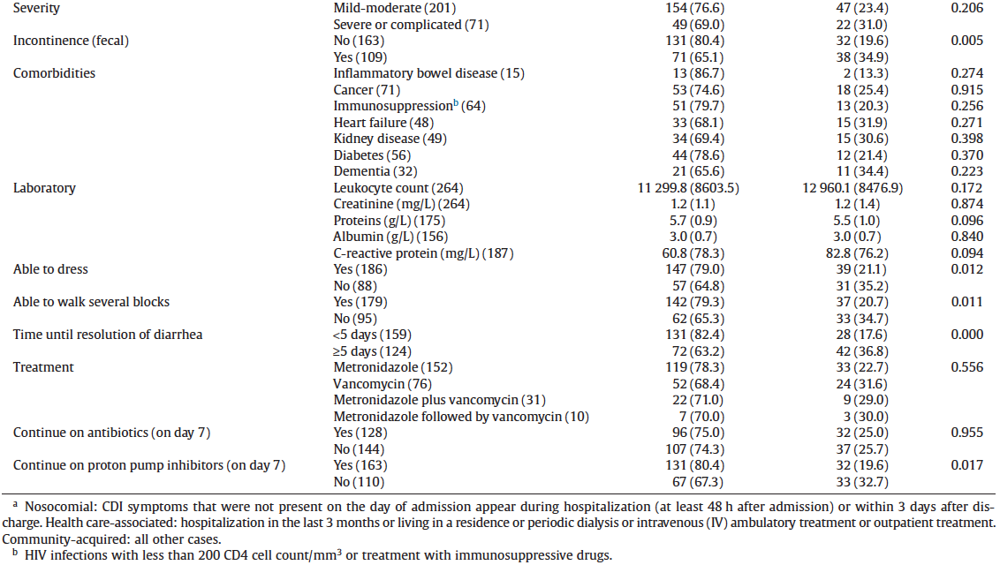 Severity Mild-moderate (201) 154 (76.6) 47 (23.4) 0.206
Severe or complicated (71) 49 (69.0) 22 (31.0)
Incontinence (fecal) No (163) 131 (80.4) 32 (19.6) 0.005
Yes (109) 71 (65.1) 38 (34.9)
Comorbidities Inflammatory bowel disease (15) 13 (86.7) 2 (13.3) 0.274
Cancer (71) 53 (74.6) 18 (25.4) 0.915
Immunosuppressionb (64) 51 (79.7) 13 (20.3) 0.256
Heart failure (48) 33 (68.1) 15 (31.9) 0.271
Kidney disease (49) 34 (69.4) 15 (30.6) 0.398
Diabetes (56) 44 (78.6) 12 (21.4) 0.370
Dementia (32) 21 (65.6) 11 (34.4) 0.223
Laboratory Leukocyte count (264) 11 299.8 (8603.5) 12 960.1 (8476.9) 0.172
Creatinine (mg/L) (264) 1.2 (1.1) 1.2 (1.4) 0.874
Proteins (g/L) (175) 5.7 (0.9) 5.5 (1.0) 0.096
Albumin (g/L) (156) 3.0 (0.7) 3.0 (0.7) 0.840
C-reactive protein (mg/L) (187) 60.8 (78.3) 82.8 (76.2) 0.094
Able to dress Yes (186) 147 (79.0) 39 (21.1) 0.012
No (88) 57 (64.8) 31 (35.2)
Able to walk several blocks Yes (179) 142 (79.3) 37 (20.7) 0.011
No (95) 62 (65.3) 33 (34.7)
Time until resolution of diarrhea <5 days (159) 131 (82.4) 28 (17.6) 0.000
≥5 days (124) 72 (63.2) 42 (36.8)
Treatment Metronidazole (152) 119 (78.3) 33 (22.7) 0.556
Vancomycin (76) 52 (68.4) 24 (31.6)
Metronidazole plus vancomycin (31) 22 (71.0) 9 (29.0)
Metronidazole followed by vancomycin (10) 7 (70.0) 3 (30.0)
Continue on antibiotics (on day 7) Yes (128) 96 (75.0) 32 (25.0) 0.955
No (144) 107 (74.3) 37 (25.7)
Continue on proton pump inhibitors (on day 7) Yes (163) 131 (80.4) 32 (19.6) 0.017
No (110) 67 (67.3) 33 (32.7)
a Nosocomial: CDI symptoms that were not present on the day of admission appear during hospitalization (at least 48 h after admission) or within 3 days after dis-
charge. Health care-associated: hospitalization in the last 3 months or living in a residence or periodic dialysis or intravenous (IV) ambulatory treatment or outpatient treatment.
Community-acquired: all other cases.
b HIV infections with less than 200 CD4 cell count/mm3 or treatment with immunosuppressive drugs.